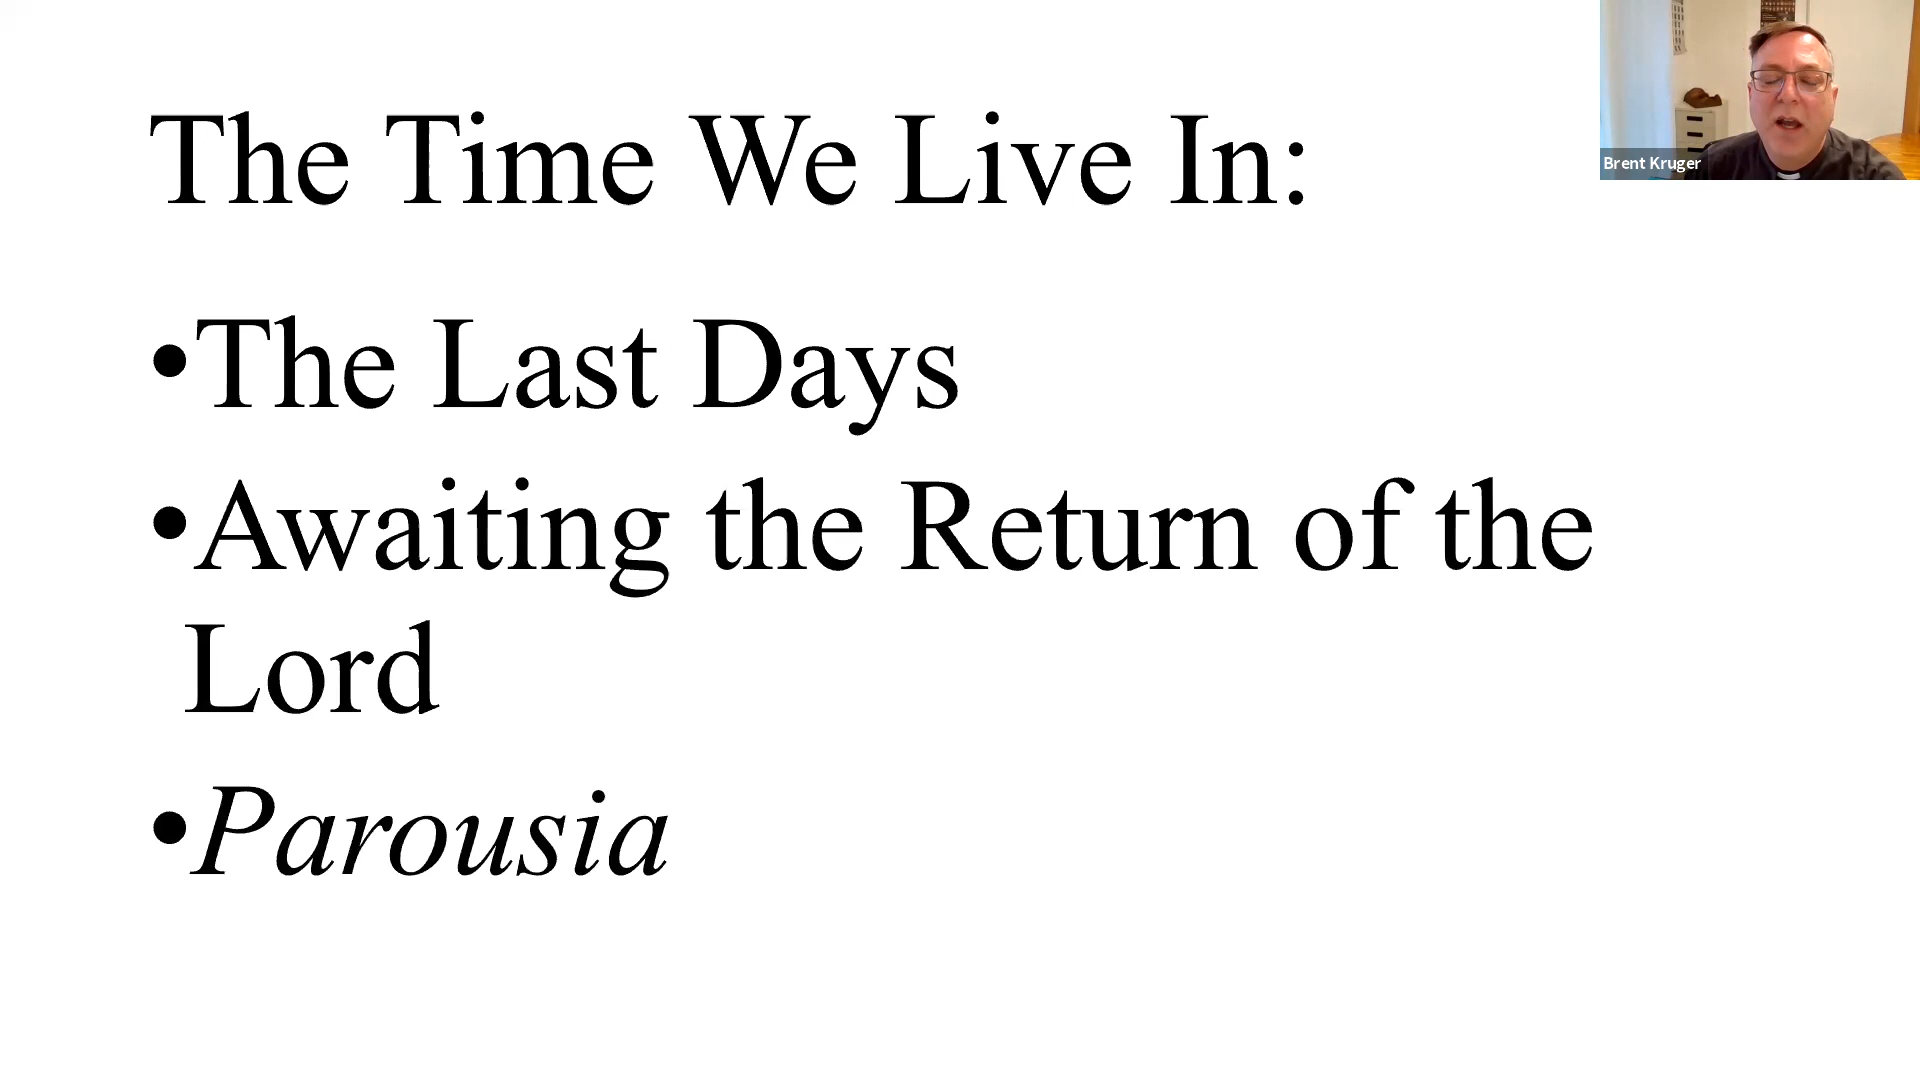 The Time We Live In:
•The Last Days
•Awaiting the Return of the
Lord
•Parousia
Brent Kruger